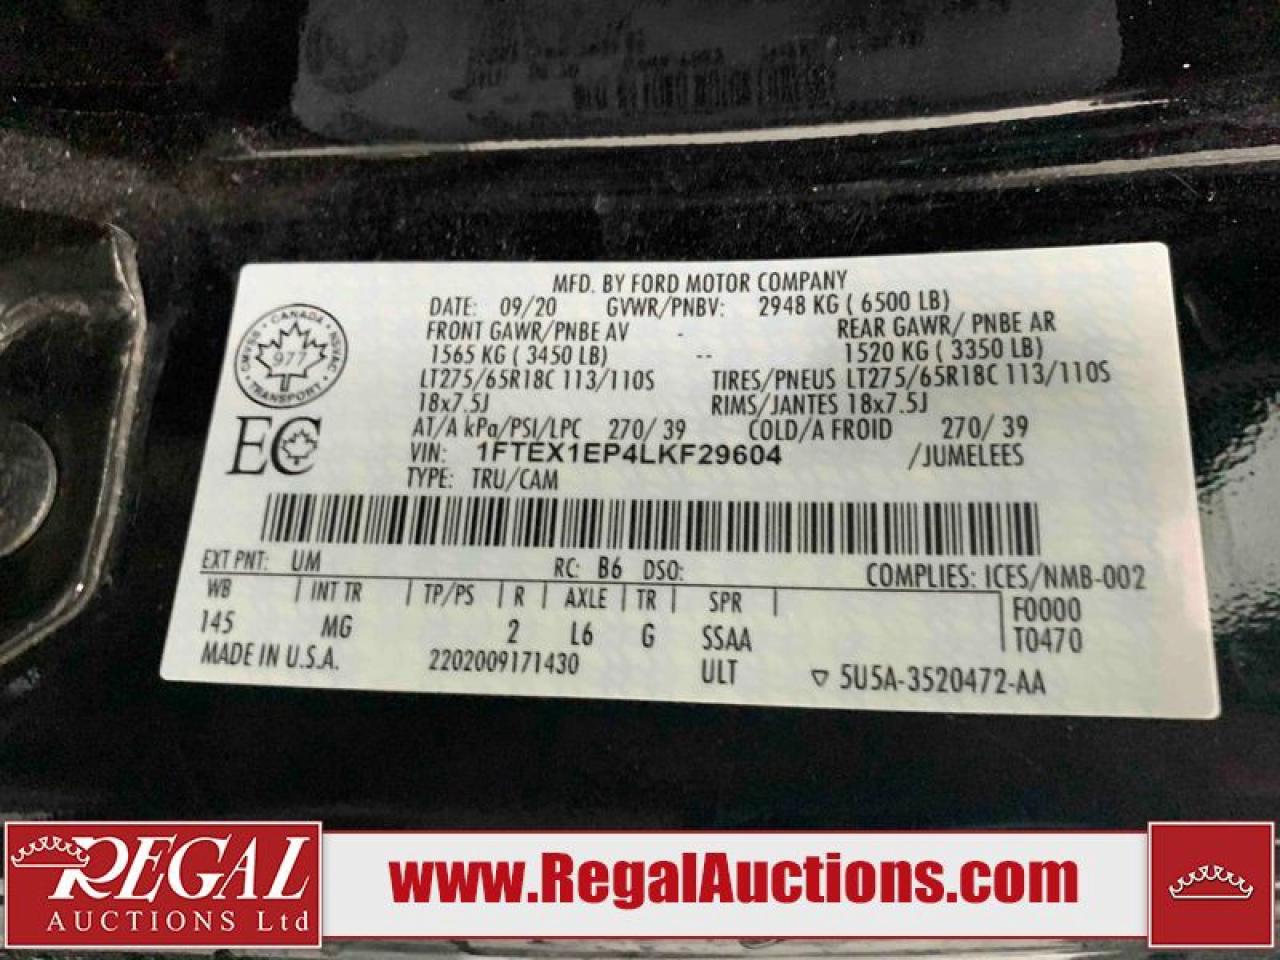 MFD. BY FORD MOTOR COMPANY
DATE: 09/20 GVWR/PNBV: 2948 KG ( 6500 LB)
FRONT GAWR/PNBE AV - REAR GAWR/ PNBE AR
1565 KG ( 3450 LB) -- 1520 KG ( 3350 LB)
LT275/65R18C 113/110S TIRES/PNEUS LT275/65R18C 113/110S
18x7.5J RIMS/JANTES 18x7.5J
AT/A kPa/PSI/LPC 270/ 39 COLD/A FROID 270/ 39
VIN: 1FTEX1EP4LKF29604 /JUMELEES
TYPE: TRU/CAM
CANADA
CMVSS 977 NSVAC
TRANSPORT
EC
EXT PNT: UM RC: B6 DSO: COMPLIES: ICES/NMB-002
WB | INT TR | TP/PS | R | AXLE | TR | SPR | F0000
145 MG 2 L6 G SSAA T0470
MADE IN U.S.A. 2202009171430 ULT ▽ 5U5A-3520472-AA
REGAL
AUCTIONS Ltd
www.RegalAuctions.com